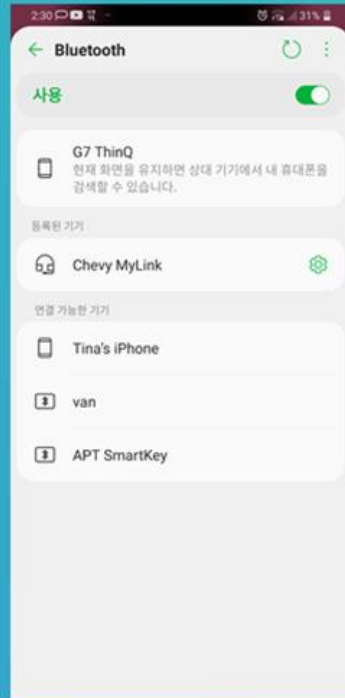 2:30
31%
Bluetooth
사용
G7 ThinQ
현재 화면을 유지하면 상대 기기에서 내 휴대폰을
검색할 수 있습니다.
등록된 기기
Chevy MyLink
연결 가능한 기기
Tina's iPhone
van
APT SmartKey